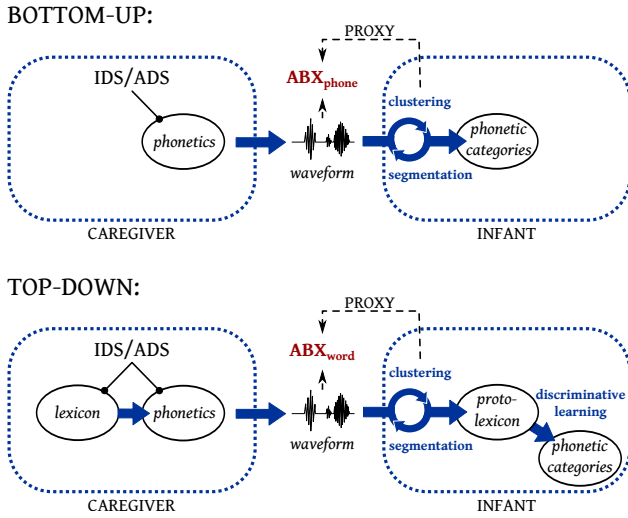 BOTTOM-UP:
PROXY
IDS/ADS
ABXphone
clustering
phonetics
phonetic
categories
waveform
segmentation
CAREGIVER
INFANT
TOP-DOWN:
PROXY
IDS/ADS
ABXword
clustering
discriminative
learning
lexicon
phonetics
proto-
lexicon
waveform
segmentation
phonetic
categories
CAREGIVER
INFANT